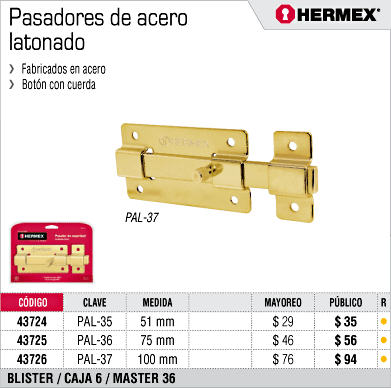 Pasadores de acero
latonado
HERMEX®
Fabricados en acero
Botón con cuerda
HERMEX
PAL-37
HERMEX
CÓDIGO CLAVE MEDIDA MAYOREO PÚBLICO R
43724 PAL-35 51 mm $ 29 $ 35
43725 PAL-36 75 mm $ 46 $ 56
43726 PAL-37 100 mm $ 76 $ 94
BLISTER / CAJA 6 / MASTER 36